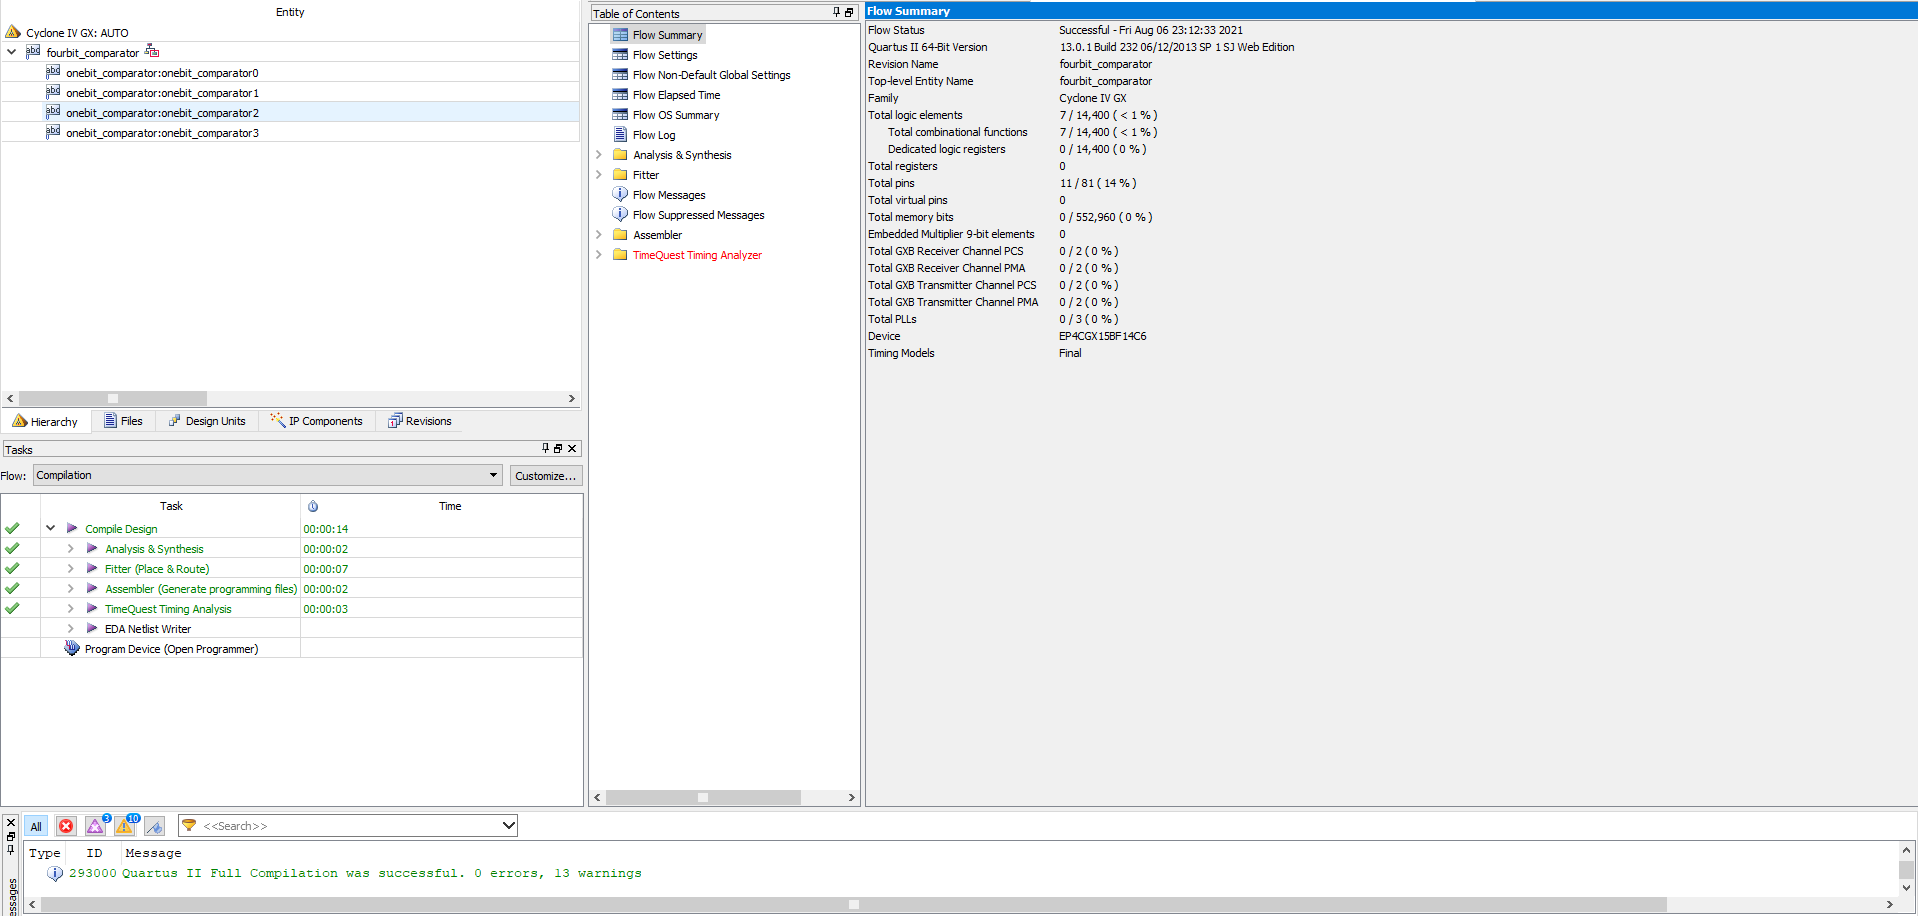 Entity
Cyclone IV GX: AUTO
fourbit_comparator
onebit_comparator:onebit_comparator0
onebit_comparator:onebit_comparator1
onebit_comparator:onebit_comparator2
onebit_comparator:onebit_comparator3
Hierarchy Files Design Units IP Components Revisions
Tasks
Flow: Compilation Customize...
Task Time
Compile Design 00:00:14
Analysis & Synthesis 00:00:02
Fitter (Place & Route) 00:00:07
Assembler (Generate programming files) 00:00:02
TimeQuest Timing Analysis 00:00:03
EDA Netlist Writer
Program Device (Open Programmer)
Table of Contents
Flow Summary
Flow Settings
Flow Non-Default Global Settings
Flow Elapsed Time
Flow OS Summary
Flow Log
Analysis & Synthesis
Fitter
Flow Messages
Flow Suppressed Messages
Assembler
TimeQuest Timing Analyzer
Flow Summary
Flow Status Successful - Fri Aug 06 23:12:33 2021
Quartus II 64-Bit Version 13.0.1 Build 232 06/12/2013 SP 1 SJ Web Edition
Revision Name fourbit_comparator
Top-level Entity Name fourbit_comparator
Family Cyclone IV GX
Total logic elements 7 / 14,400 ( < 1 % )
Total combinational functions 7 / 14,400 ( < 1 % )
Dedicated logic registers 0 / 14,400 ( 0 % )
Total registers 0
Total pins 11 / 81 ( 14 % )
Total virtual pins 0
Total memory bits 0 / 552,960 ( 0 % )
Embedded Multiplier 9-bit elements 0
Total GXB Receiver Channel PCS 0 / 2 ( 0 % )
Total GXB Receiver Channel PMA 0 / 2 ( 0 % )
Total GXB Transmitter Channel PCS 0 / 2 ( 0 % )
Total GXB Transmitter Channel PMA 0 / 2 ( 0 % )
Total PLLs 0 / 3 ( 0 % )
Device EP4CGX15BF14C6
Timing Models Final
All 3 10 <<Search>>
Type ID Message
293000 Quartus II Full Compilation was successful. 0 errors, 13 warnings